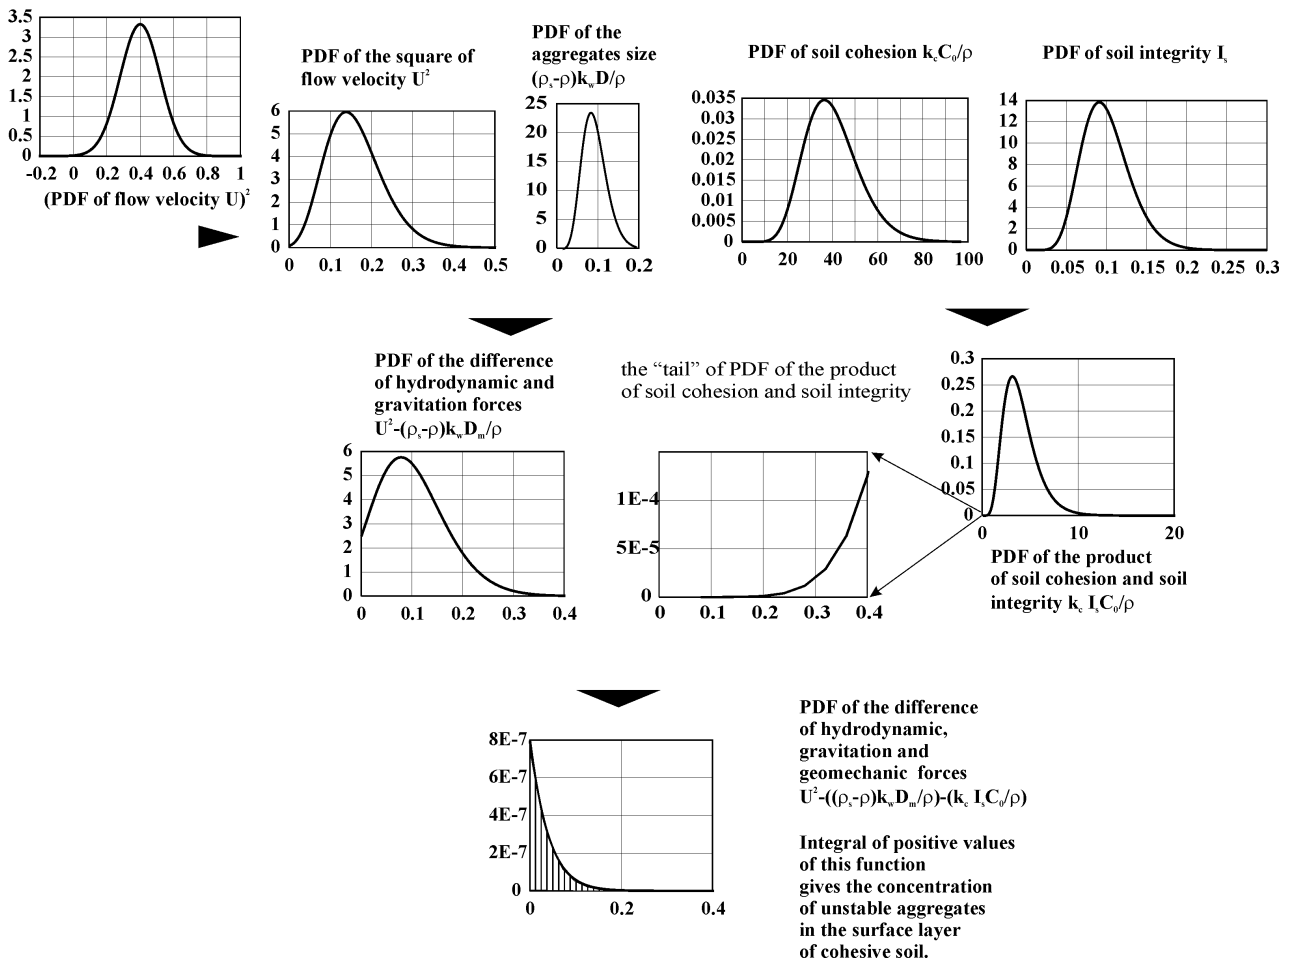 3.5
3
2.5
2
1.5
1
0.5
0
-0.2 0 0.2 0.4 0.6 0.8 1
(PDF of flow velocity U)²
PDF of the square of
flow velocity U²
6
5
4
3
2
1
0
0 0.1 0.2 0.3 0.4 0.5
PDF of the
aggregates size
(ρₛ-ρ)k_wD/ρ
25
20
15
10
5
0
0 0.1 0.2
PDF of soil cohesion k_cC₀/ρ
0.035
0.03
0.025
0.02
0.015
0.01
0.005
0
0 20 40 60 80 100
PDF of soil integrity Iₛ
14
12
10
8
6
4
2
0
0 0.05 0.1 0.15 0.2 0.25 0.3
PDF of the difference
of hydrodynamic and
gravitation forces
U²-(ρₛ-ρ)k_wD_m/ρ
6
5
4
3
2
1
0
0 0.1 0.2 0.3 0.4
the “tail” of PDF of the product
of soil cohesion and soil integrity
1E-4
5E-5
0
0 0.1 0.2 0.3 0.4
0.3
0.25
0.2
0.15
0.1
0.05
0
0 10 20
PDF of the product
of soil cohesion and soil
integrity k_c IₛC₀/ρ
8E-7
6E-7
4E-7
2E-7
0
0 0.2 0.4
PDF of the difference
of hydrodynamic,
gravitation and
geomechanic forces
U²-((ρₛ-ρ)k_wD_m/ρ)-(k_c IₛC₀/ρ)
Integral of positive values
of this function
gives the concentration
of unstable aggregates
in the surface layer
of cohesive soil.